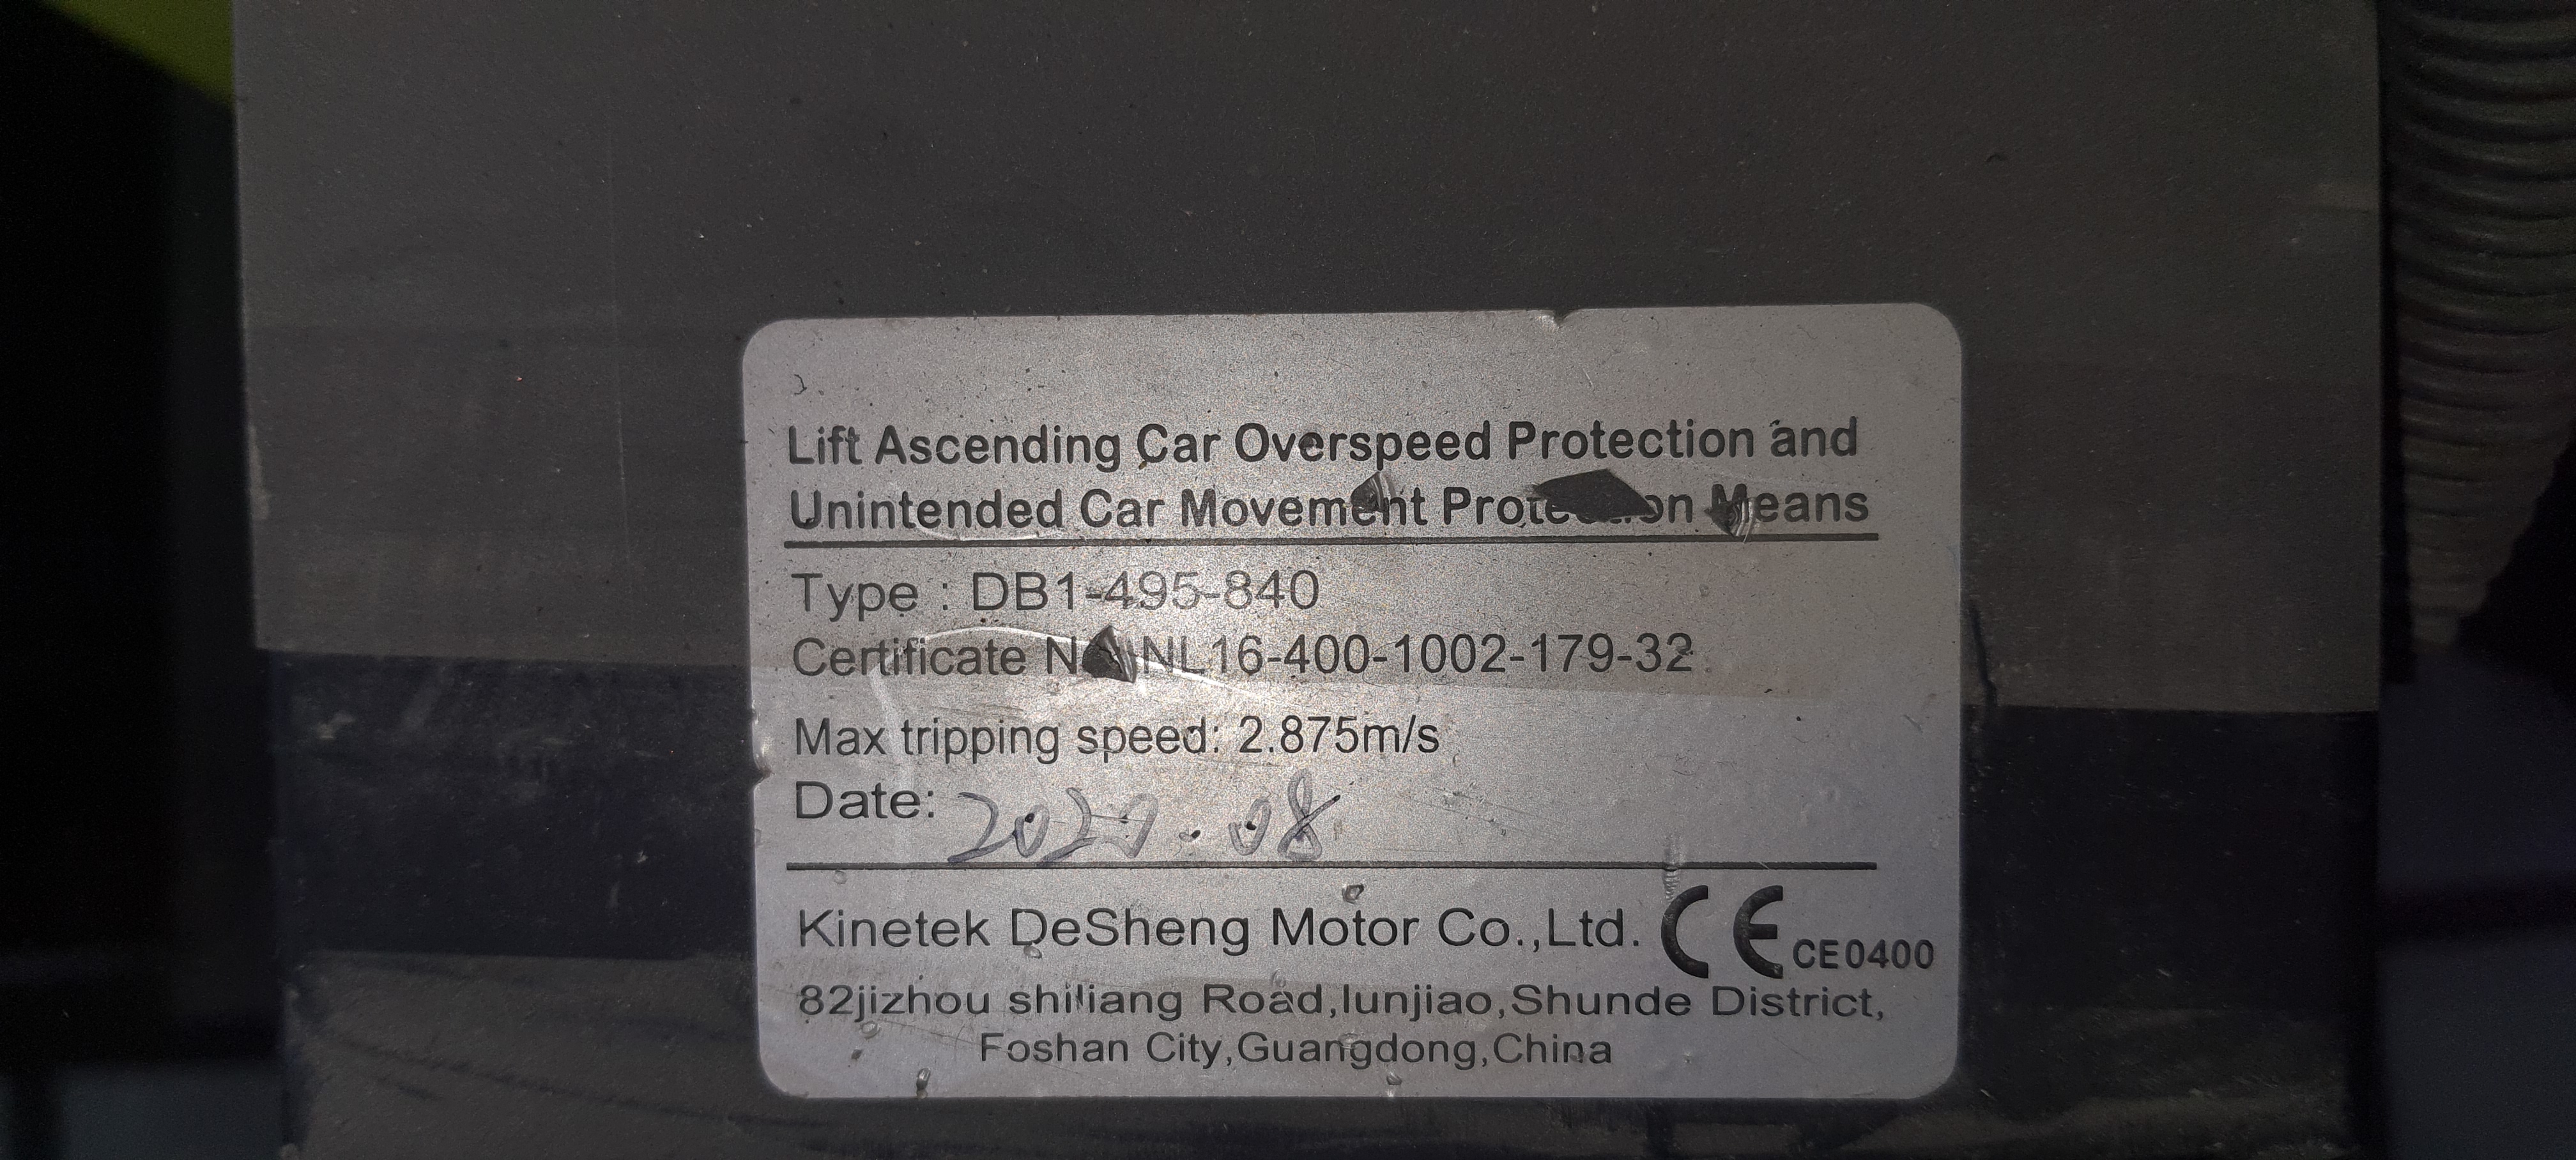 Lift Ascending Car Overspeed Protection and
Unintended Car Movement Protection Means
Type : DB1-495-840
Certificate NL16-400-1002-179-32
Max tripping speed: 2.875m/s
Date:
Kinetek DeSheng Motor Co.,Ltd. CE CE0400
82jizhou shiliang Road,lunjiao,Shunde District,
Foshan City,Guangdong,China